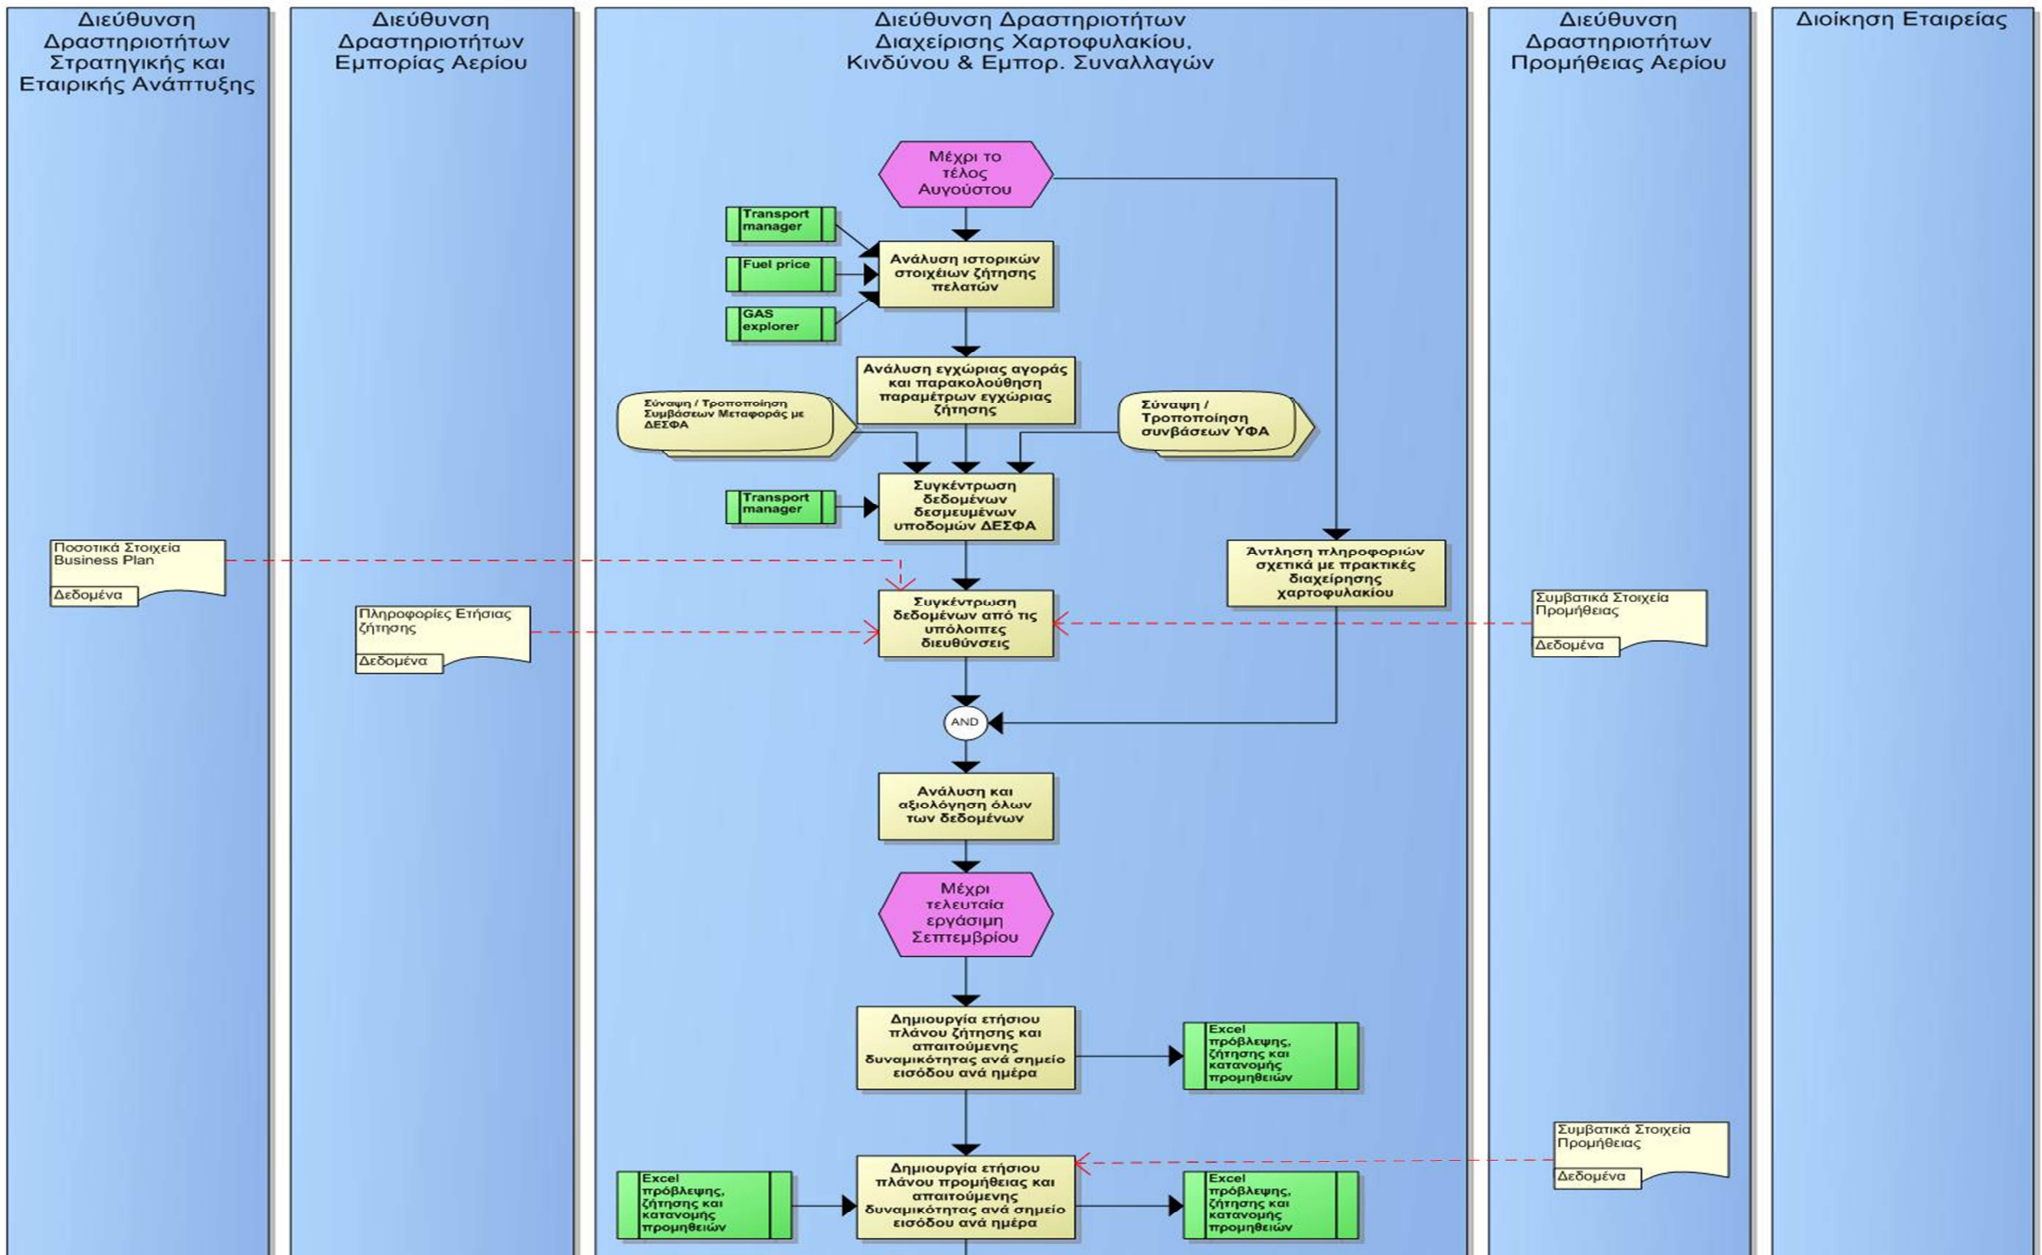 Διεύθυνση
Δραστηριοτήτων
Στρατηγικής και
Εταιρικής Ανάπτυξης
Διεύθυνση
Δραστηριοτήτων
Εμπορίας Αερίου
Διεύθυνση Δραστηριοτήτων
Διαχείρισης Χαρτοφυλακίου,
Κινδύνου & Εμπορ. Συναλλαγών
Διεύθυνση
Δραστηριοτήτων
Προμήθειας Αερίου
Διοίκηση Εταιρείας
Μέχρι το
τέλος
Αυγούστου
Transport
manager
Fuel price
GAS
explorer
Ανάλυση ιστορικών
στοιχέιων ζήτησης
πελατών
Ανάλυση εγχώριας αγοράς
και παρακολούθηση
παραμέτρων εγχώριας
ζήτησης
Σύναψη / Τροποποίηση
Συμβάσεων Μεταφοράς με
ΔΕΣΦΑ
Σύναψη /
Τροποποίηση
συνβάσεων ΥΦΑ
Transport
manager
Συγκέντρωση
δεδομένων
δεσμευμένων
υποδομών ΔΕΣΦΑ
Ποσοτικά Στοιχεία
Business Plan
Δεδομένα
Άντληση πληροφοριών
σχετικά με πρακτικές
διαχείρησης
χαρτοφυλακίου
Πληροφορίες Ετήσιας
ζήτησης
Δεδομένα
Συγκέντρωση
δεδομένων από τις
υπόλοιπες
διευθύνσεις
Συμβατικά Στοιχεία
Προμήθειας
Δεδομένα
AND
Ανάλυση και
αξιολόγηση όλων
των δεδομένων
Μέχρι
τελευταία
εργάσιμη
Σεπτεμβρίου
Δημιουργία ετήσιου
πλάνου ζήτησης και
απαιτούμενης
δυναμικότητας ανά σημείο
εισόδου ανά ημέρα
Excel
πρόβλεψης,
ζήτησης και
κατανομής
προμηθειών
Συμβατικά Στοιχεία
Προμήθειας
Δεδομένα
Excel
πρόβλεψης,
ζήτησης και
κατανομής
προμηθειών
Δημιουργία ετήσιου
πλάνου προμήθειας και
απαιτούμενης
δυναμικότητας ανά σημείο
εισόδου ανά ημέρα
Excel
πρόβλεψης,
ζήτησης και
κατανομής
προμηθειών